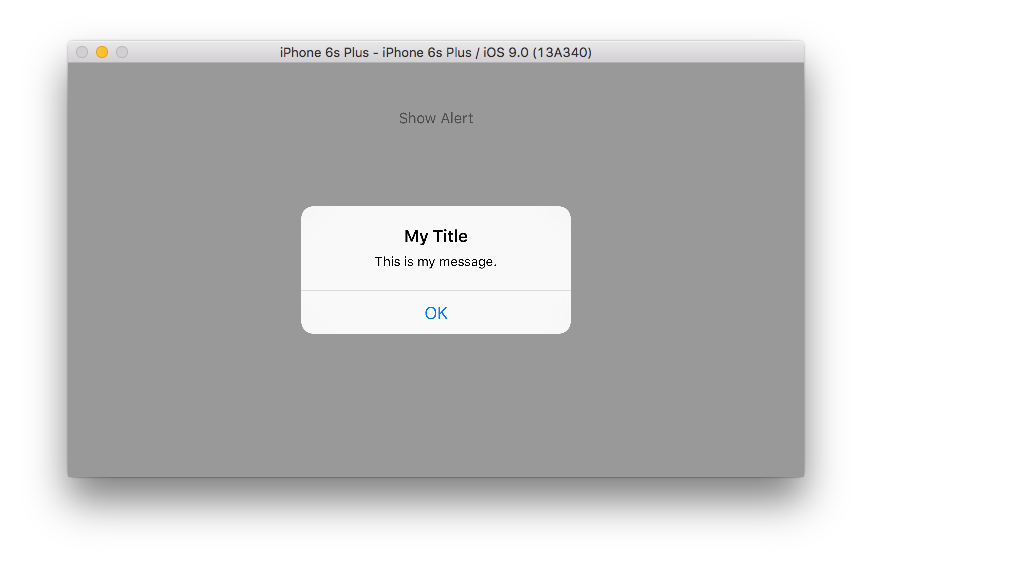 iPhone 6s Plus - iPhone 6s Plus / iOS 9.0 (13A340)
Show Alert
My Title
This is my message.
OK